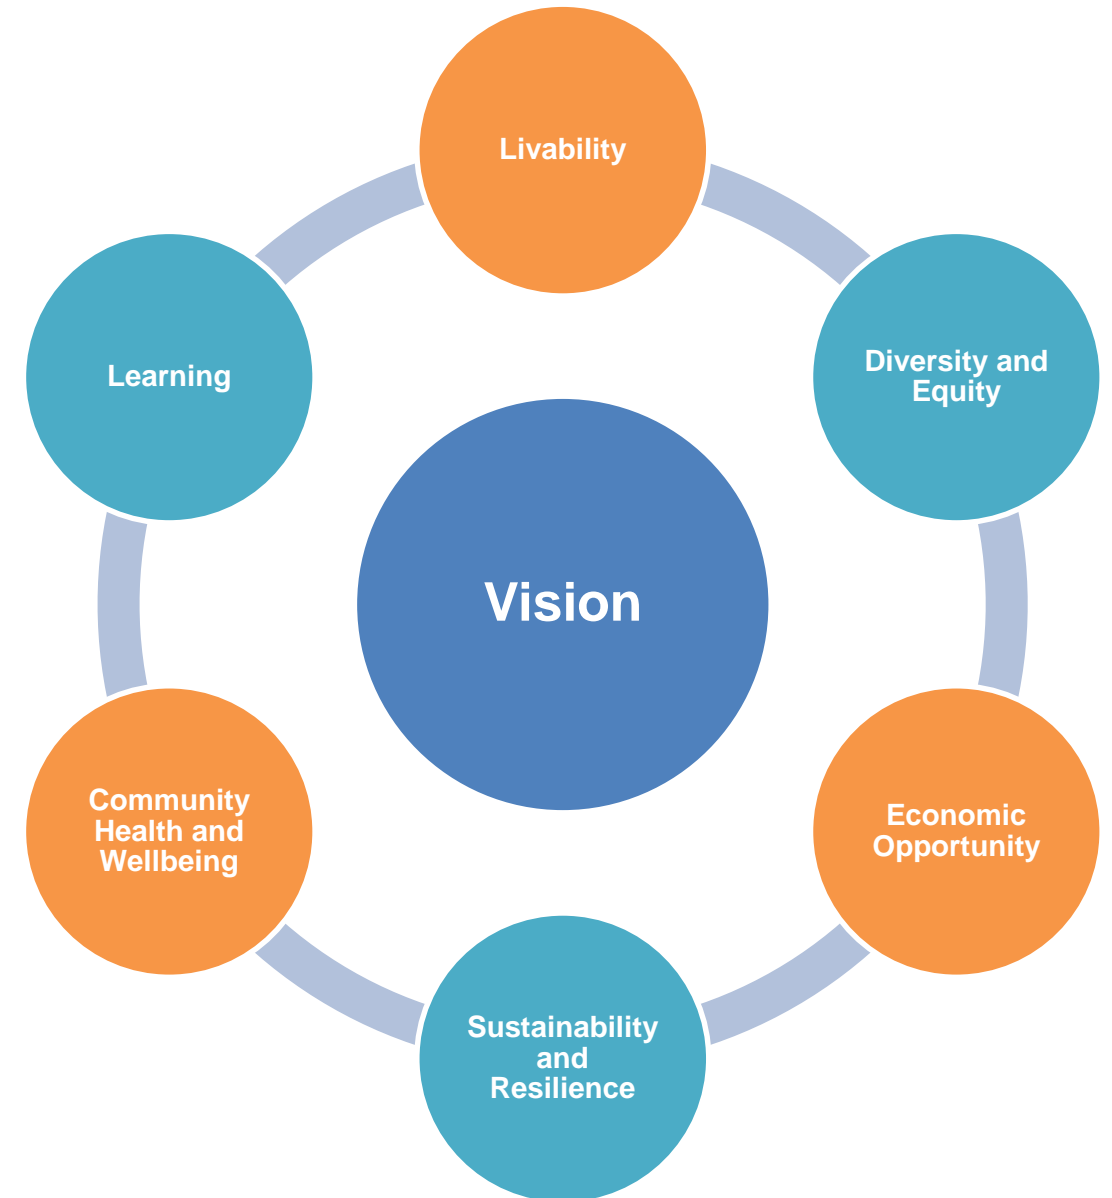 Livability
Diversity and
Equity
Economic
Opportunity
Sustainability
and
Resilience
Community
Health and
Wellbeing
Learning
Vision